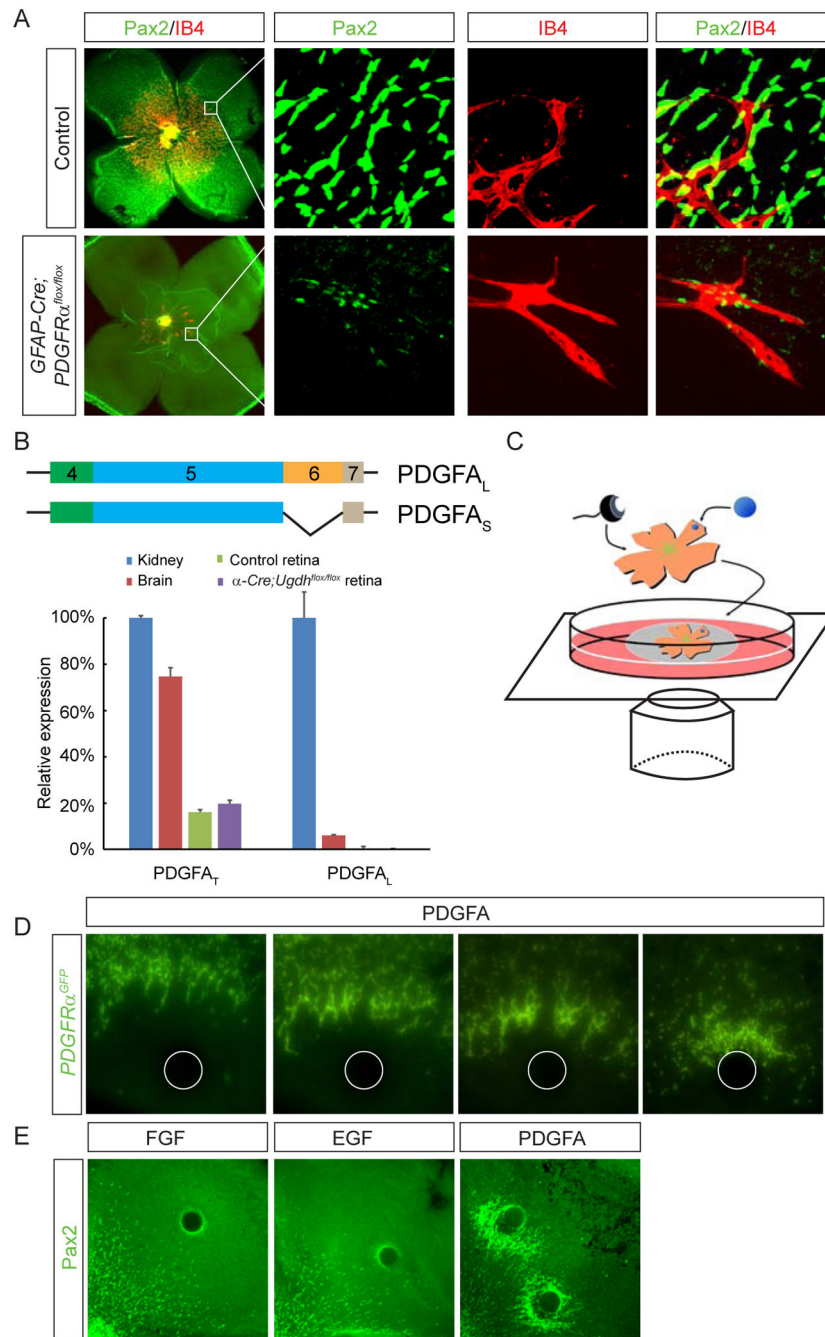 A
Pax2/IB4 Pax2 IB4 Pax2/IB4
Control
GFAP-Cre;
PDGFRα^flox/flox
B
4 5 6 7 PDGFA_L
PDGFA_S
Kidney Control retina
Brain α-Cre;Ugdh^flox/flox retina
Relative expression
100%
80%
60%
40%
20%
0%
PDGFA_T PDGFA_L
C
D
PDGFA
PDGFRα^GFP
E
FGF EGF PDGFA
Pax2